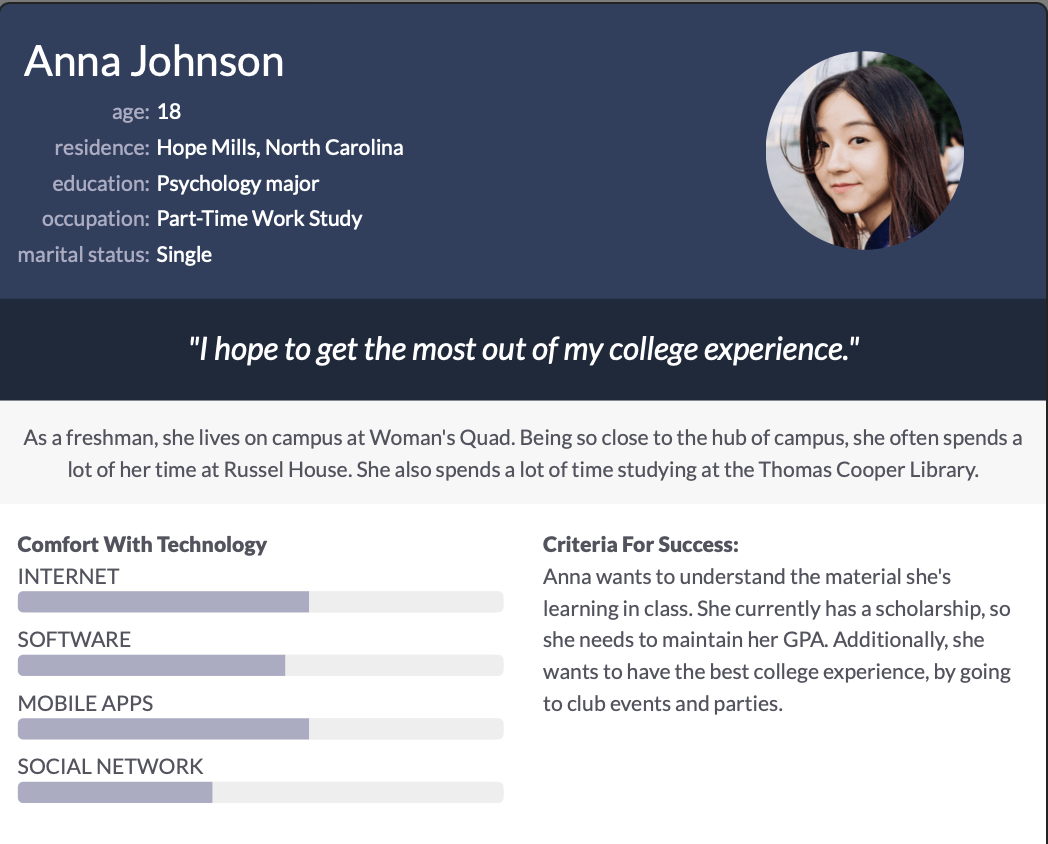 Anna Johnson
age: 18
residence: Hope Mills, North Carolina
education: Psychology major
occupation: Part-Time Work Study
marital status: Single
"I hope to get the most out of my college experience."
As a freshman, she lives on campus at Woman's Quad. Being so close to the hub of campus, she often spends a
lot of her time at Russel House. She also spends a lot of time studying at the Thomas Cooper Library.
Comfort With Technology
INTERNET
SOFTWARE
MOBILE APPS
SOCIAL NETWORK
Criteria For Success:
Anna wants to understand the material she's
learning in class. She currently has a scholarship, so
she needs to maintain her GPA. Additionally, she
wants to have the best college experience, by going
to club events and parties.